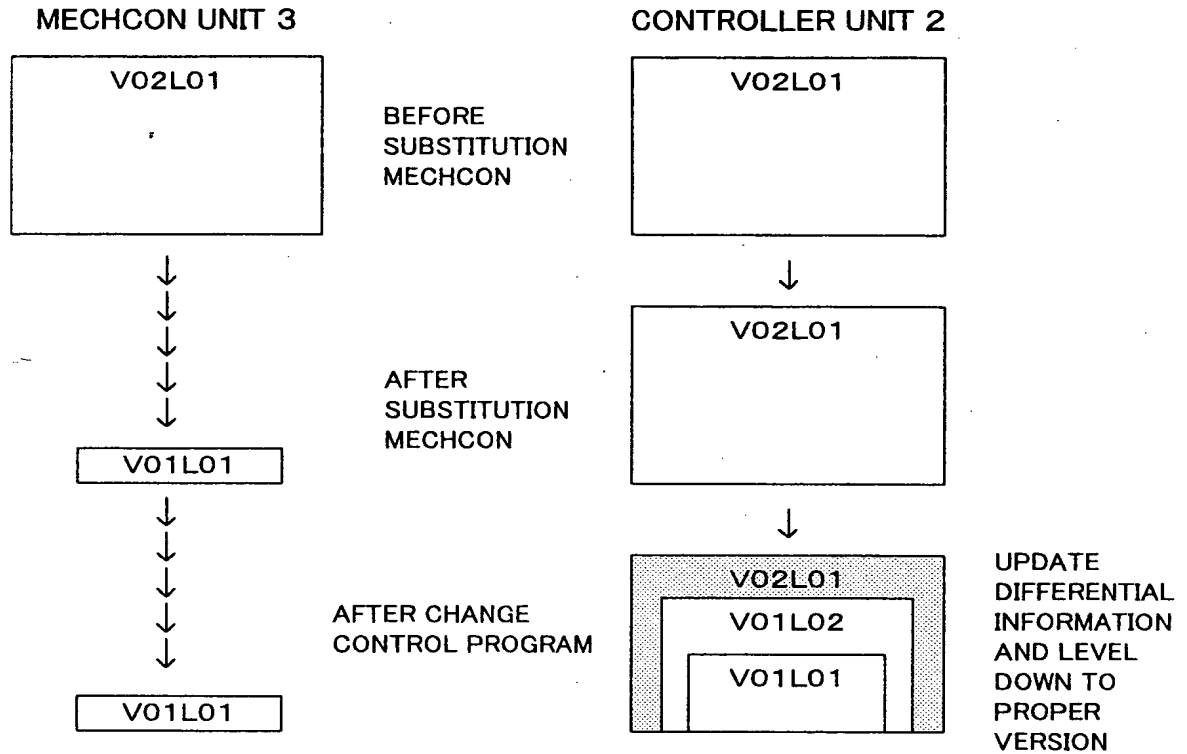 MECHCON UNIT 3
CONTROLLER UNIT 2
V02L01
BEFORE
SUBSTITUTION
MECHCON
V02L01
V02L01
AFTER
SUBSTITUTION
MECHCON
V01L01
AFTER CHANGE
CONTROL PROGRAM
V01L01
V02L01
V01L02
V01L01
UPDATE
DIFFERENTIAL
INFORMATION
AND LEVEL
DOWN TO
PROPER
VERSION